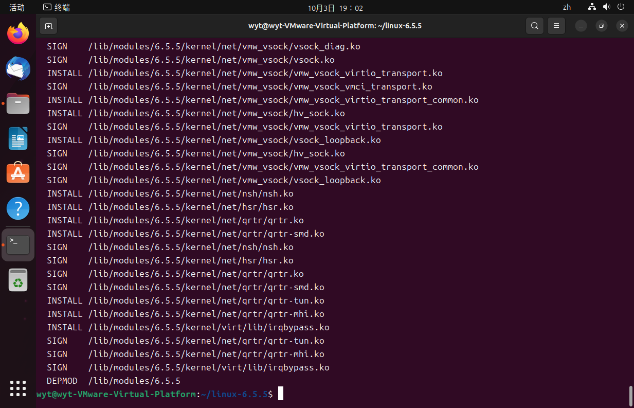 活动
终端
10月3日 19:02
zh
wyt@wyt-VMware-Virtual-Platform: ~/linux-6.5.5
SIGN /lib/modules/6.5.5/kernel/net/vmw_vsock/vsock_diag.ko
SIGN /lib/modules/6.5.5/kernel/net/vmw_vsock/vsock.ko
INSTALL /lib/modules/6.5.5/kernel/net/vmw_vsock/vmw_vsock_virtio_transport.ko
SIGN /lib/modules/6.5.5/kernel/net/vmw_vsock/vmw_vsock_vmci_transport.ko
INSTALL /lib/modules/6.5.5/kernel/net/vmw_vsock/vmw_vsock_virtio_transport_common.ko
INSTALL /lib/modules/6.5.5/kernel/net/vmw_vsock/hv_sock.ko
SIGN /lib/modules/6.5.5/kernel/net/vmw_vsock/vmw_vsock_virtio_transport.ko
INSTALL /lib/modules/6.5.5/kernel/net/vmw_vsock/vsock_loopback.ko
SIGN /lib/modules/6.5.5/kernel/net/vmw_vsock/hv_sock.ko
SIGN /lib/modules/6.5.5/kernel/net/vmw_vsock/vmw_vsock_virtio_transport_common.ko
SIGN /lib/modules/6.5.5/kernel/net/vmw_vsock/vsock_loopback.ko
INSTALL /lib/modules/6.5.5/kernel/net/nsh/nsh.ko
INSTALL /lib/modules/6.5.5/kernel/net/hsr/hsr.ko
INSTALL /lib/modules/6.5.5/kernel/net/qrtr/qrtr.ko
INSTALL /lib/modules/6.5.5/kernel/net/qrtr/qrtr-smd.ko
SIGN /lib/modules/6.5.5/kernel/net/nsh/nsh.ko
SIGN /lib/modules/6.5.5/kernel/net/hsr/hsr.ko
SIGN /lib/modules/6.5.5/kernel/net/qrtr/qrtr.ko
SIGN /lib/modules/6.5.5/kernel/net/qrtr/qrtr-smd.ko
INSTALL /lib/modules/6.5.5/kernel/net/qrtr/qrtr-tun.ko
INSTALL /lib/modules/6.5.5/kernel/net/qrtr/qrtr-mhi.ko
INSTALL /lib/modules/6.5.5/kernel/virt/lib/irqbypass.ko
SIGN /lib/modules/6.5.5/kernel/net/qrtr/qrtr-tun.ko
SIGN /lib/modules/6.5.5/kernel/net/qrtr/qrtr-mhi.ko
SIGN /lib/modules/6.5.5/kernel/virt/lib/irqbypass.ko
DEPMOD /lib/modules/6.5.5
wyt@wyt-VMware-Virtual-Platform:~/linux-6.5.5$